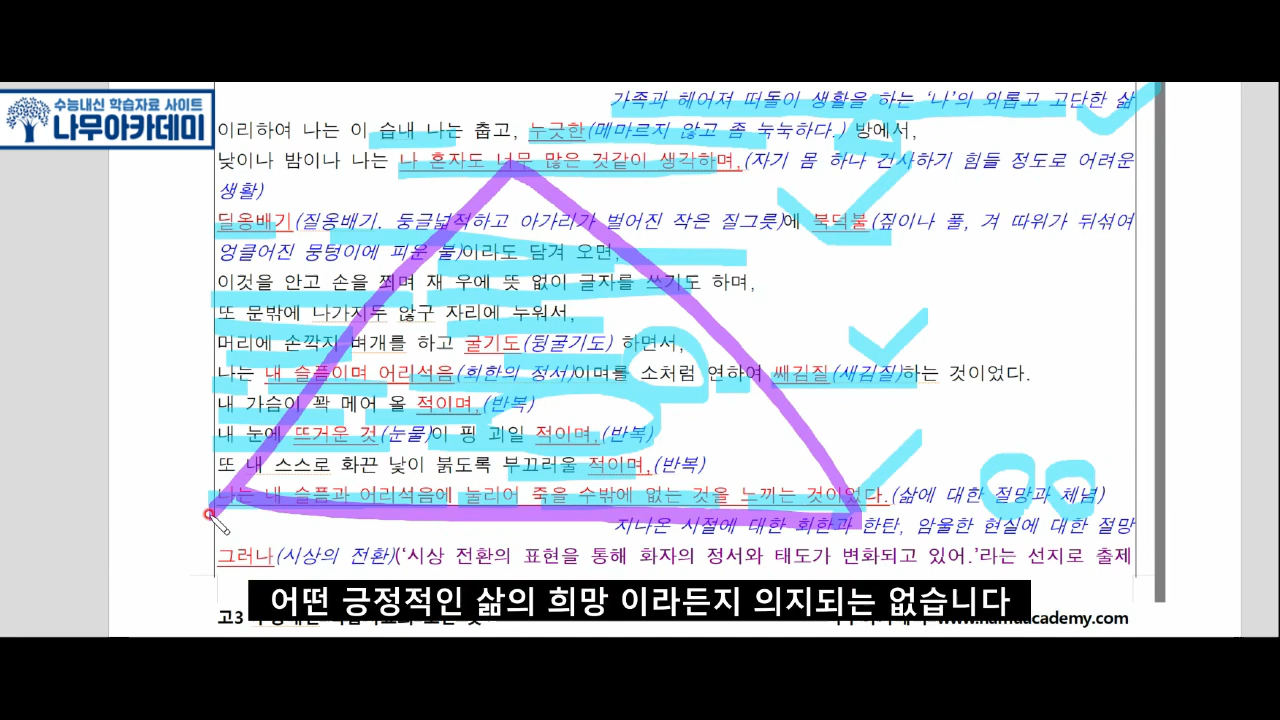 수능내신 학습자료 사이트
나무아카데미
가족과 헤어져 떠돌이 생활을 하는 '나'의 외롭고 고단한 삶
이리하여 나는 이 습내 나는 춥고, 누긋한(메마르지 않고 좀 눅눅하다.) 방에서,
낮이나 밤이나 나는 나 혼자도 너무 많은 것같이 생각하며,(자기 몸 하나 건사하기 힘들 정도로 어려운
생활)
딜옹배기(질옹배기. 둥글넓적하고 아가리가 벌어진 작은 질그릇)에 북덕불(짚이나 풀, 겨 따위가 뒤섞여
엉클어진 뭉텅이에 피운 불)이라도 담겨 오면,
이것을 안고 손을 쬐며 재 우에 뜻 없이 글자를 쓰기도 하며,
또 문밖에 나가지두 않구 자리에 누워서,
머리에 손깍지 벼개를 하고 굴기도(뒹굴기도) 하면서,
나는 내 슬픔이며 어리석음(회한의 정서)이며를 소처럼 연하여 쌔김질(새김질)하는 것이었다.
내 가슴이 꽉 메어 올 적이며,(반복)
내 눈에 뜨거운 것(눈물)이 핑 괴일 적이며,(반복)
또 내 스스로 화끈 낯이 붉도록 부끄러울 적이며,(반복)
나는 내 슬픔과 어리석음에 눌리어 죽을 수밖에 없는 것을 느끼는 것이었다.(삶에 대한 절망과 체념)
지나온 시절에 대한 회한과 한탄, 암울한 현실에 대한 절망
그러나(시상의 전환)('시상 전환의 표현을 통해 화자의 정서와 태도가 변화되고 있어.'라는 선지로 출제
어떤 긍정적인 삶의 희망 이라든지 의지되는 없습니다
고3
www.namuacademy.com